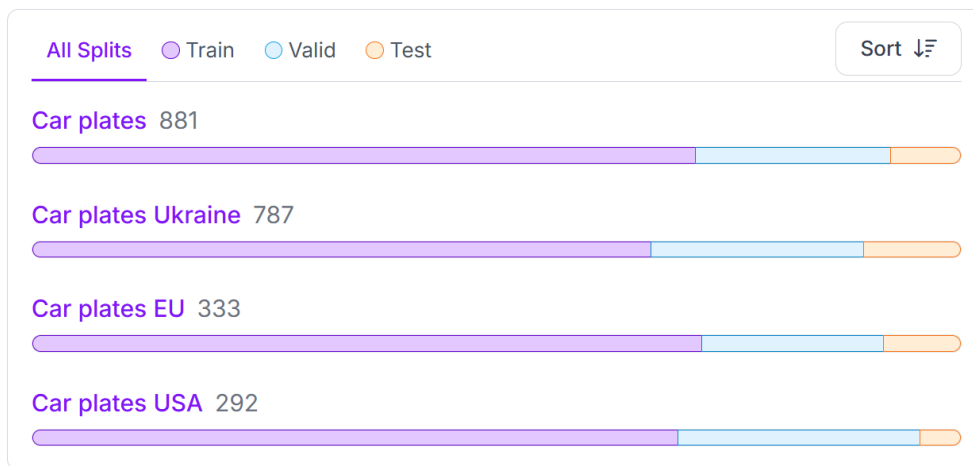 All Splits Train Valid Test Sort
Car plates 881
Car plates Ukraine 787
Car plates EU 333
Car plates USA 292